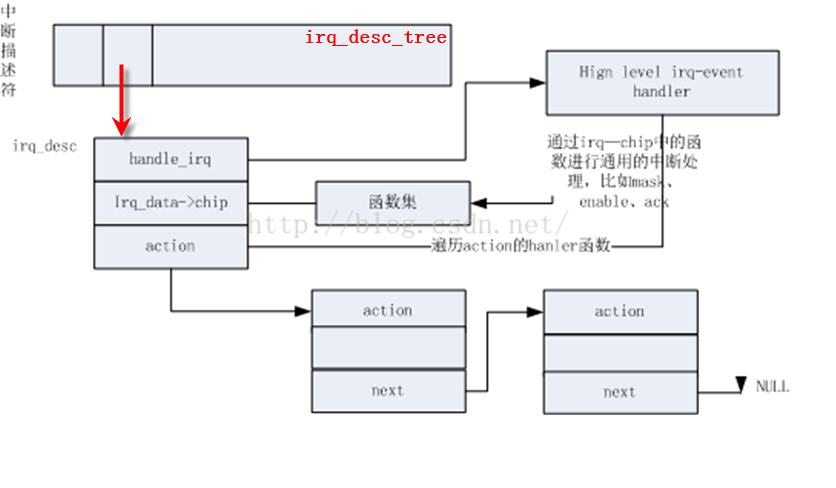 中断描述符
irq_desc_tree
Hign level irq-event
handler
irq_desc
handle_irq
通过irq—chip中的函
数进行通用的中断处
理，比如mask、
enable、ack
Irq_data->chip
函数集
http://blog.csdn.net/
action
遍历action的hanler函数
action
action
next
next
NULL